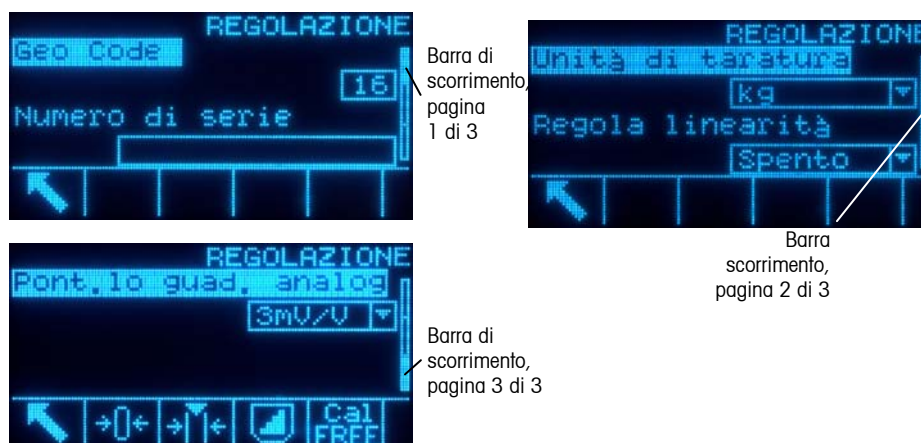 REGOLAZIONE
Geo Code
16
Numero di serie
Barra di
scorrimento,
pagina
1 di 3
REGOLAZIONE
Unità di taratura
kg
Regola linearità
Spento
Barra
scorrimento,
pagina 2 di 3
REGOLAZIONE
Pont.lo guad. analog
3mV/V
→0←
→ ←
Cal
FREE
Barra di
scorrimento,
pagina 3 di 3